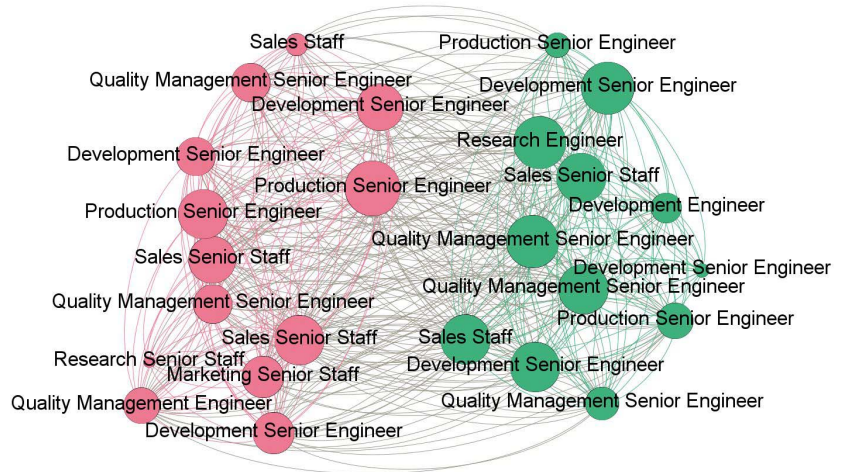 Sales Staff
Production Senior Engineer
Quality Management Senior Engineer
Development Senior Engineer
Development Senior Engineer
Research Engineer
Development Senior Engineer
Sales Senior Staff
Production Senior Engineer
Development Engineer
Production Senior Engineer
Quality Management Senior Engineer
Sales Senior Staff
Development Senior Engineer
Quality Management Senior Engineer
Quality Management Senior Engineer
Production Senior Engineer
Sales Senior Staff
Sales Staff
Research Senior Staff
Development Senior Engineer
Marketing Senior Staff
Quality Management Engineer
Quality Management Senior Engineer
Development Senior Engineer